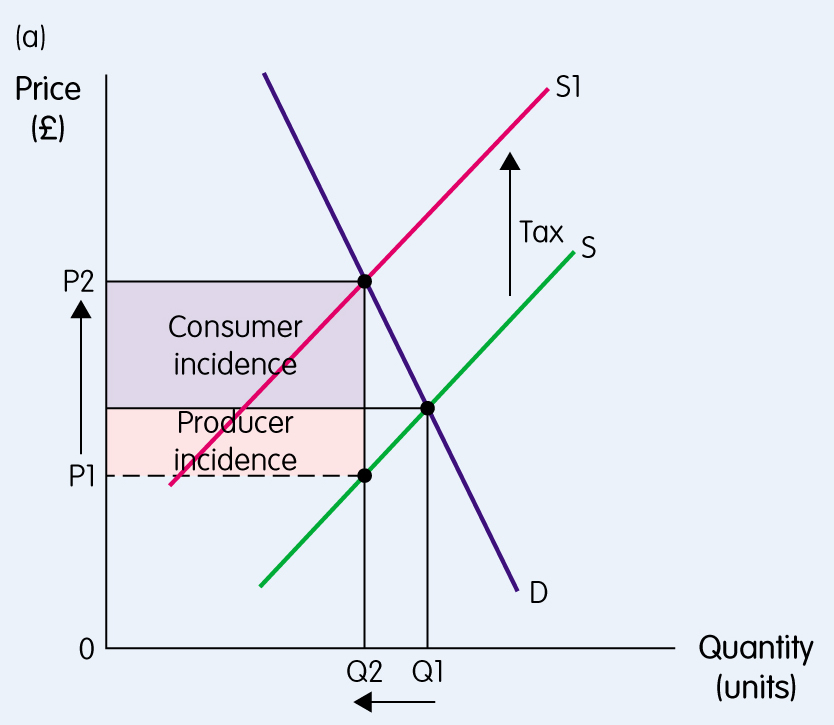 (a)
Price
(£)
S1
Tax
S
P2
Consumer
incidence
Producer
incidence
P1
D
0
Q2
Q1
Quantity
(units)